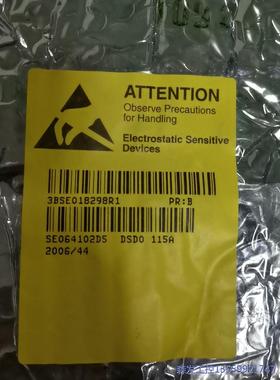 ATTENTION
Observe Precautions
for Handling
Electrostatic Sensitive
Devices
3BSE018298R1 PR:B
SE064102D5 DSDO 115A
2006/44